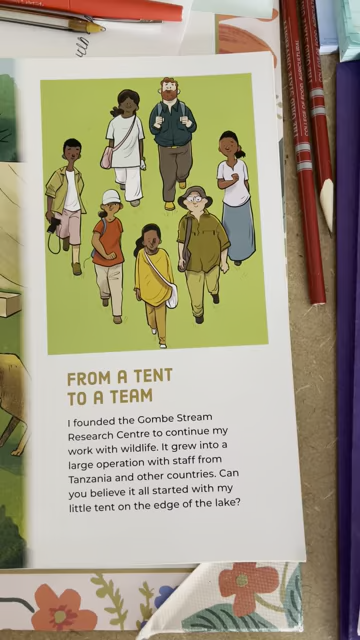 FROM A TENT
TO A TEAM
I founded the Gombe Stream
Research Centre to continue my
work with wildlife. It grew into a
large operation with staff from
Tanzania and other countries. Can
you believe it all started with my
little tent on the edge of the lake?